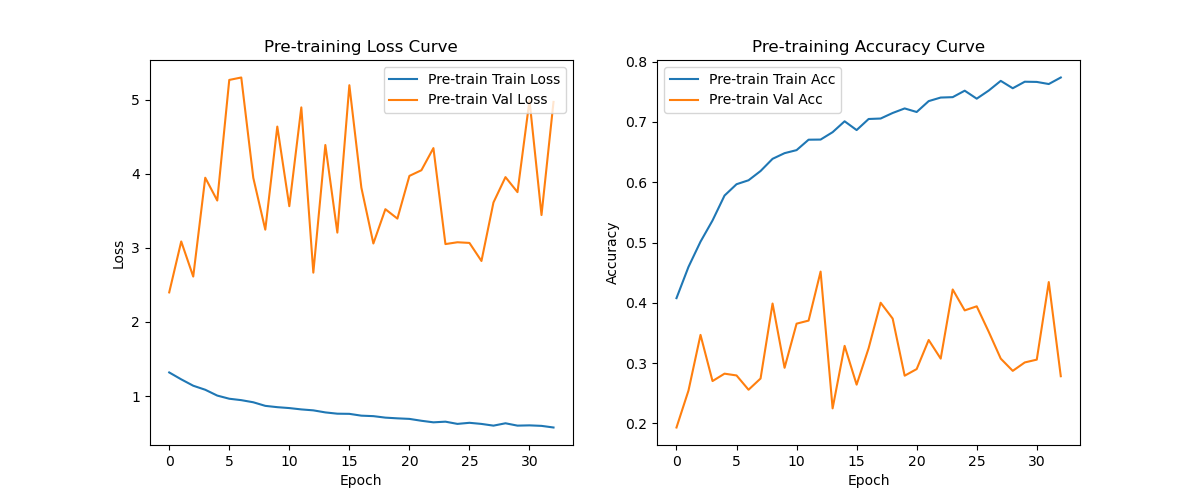 Pre-training Loss Curve
Pre-train Train Loss
Pre-train Val Loss
5
4
3
2
1
Loss
0 5 10 15 20 25 30
Epoch
Pre-training Accuracy Curve
Pre-train Train Acc
Pre-train Val Acc
0.8
0.7
0.6
0.5
0.4
0.3
0.2
Accuracy
0 5 10 15 20 25 30
Epoch